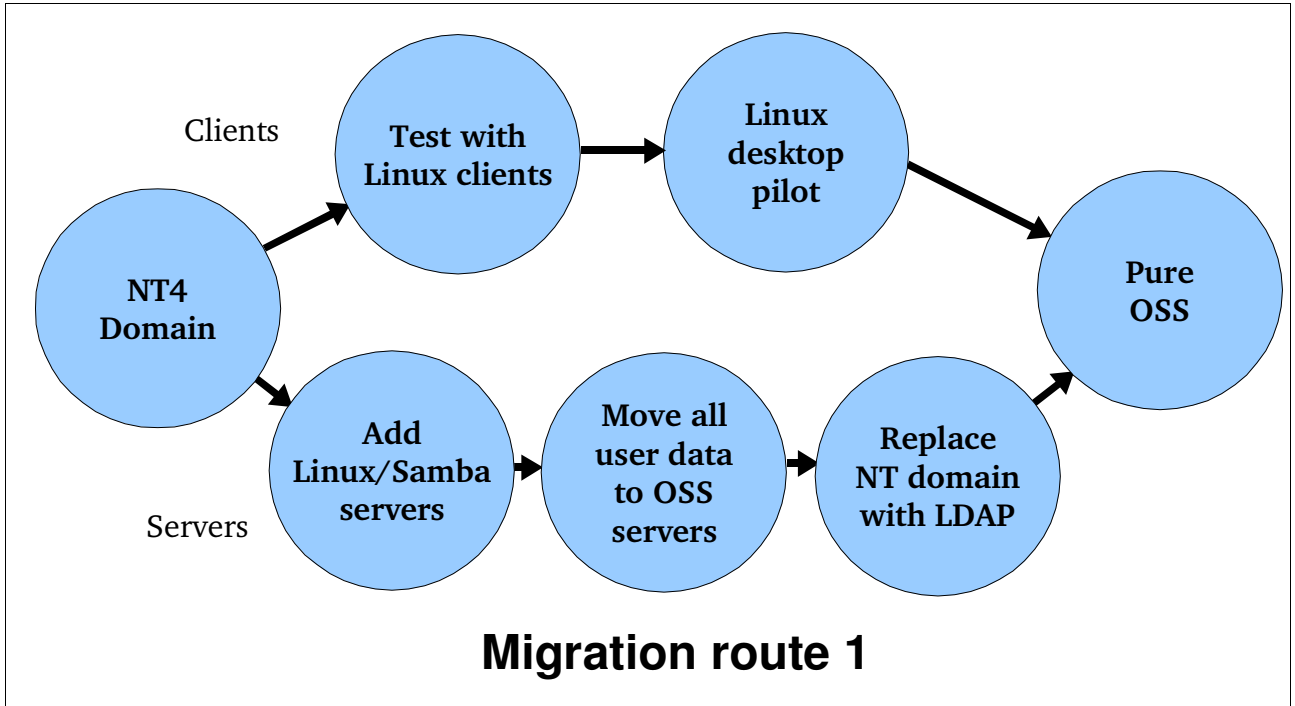 Clients
Test with
Linux clients
Linux
desktop
pilot
NT4
Domain
Pure
OSS
Servers
Add
Linux/Samba
servers
Move all
user data
to OSS
servers
Replace
NT domain
with LDAP
Migration route 1